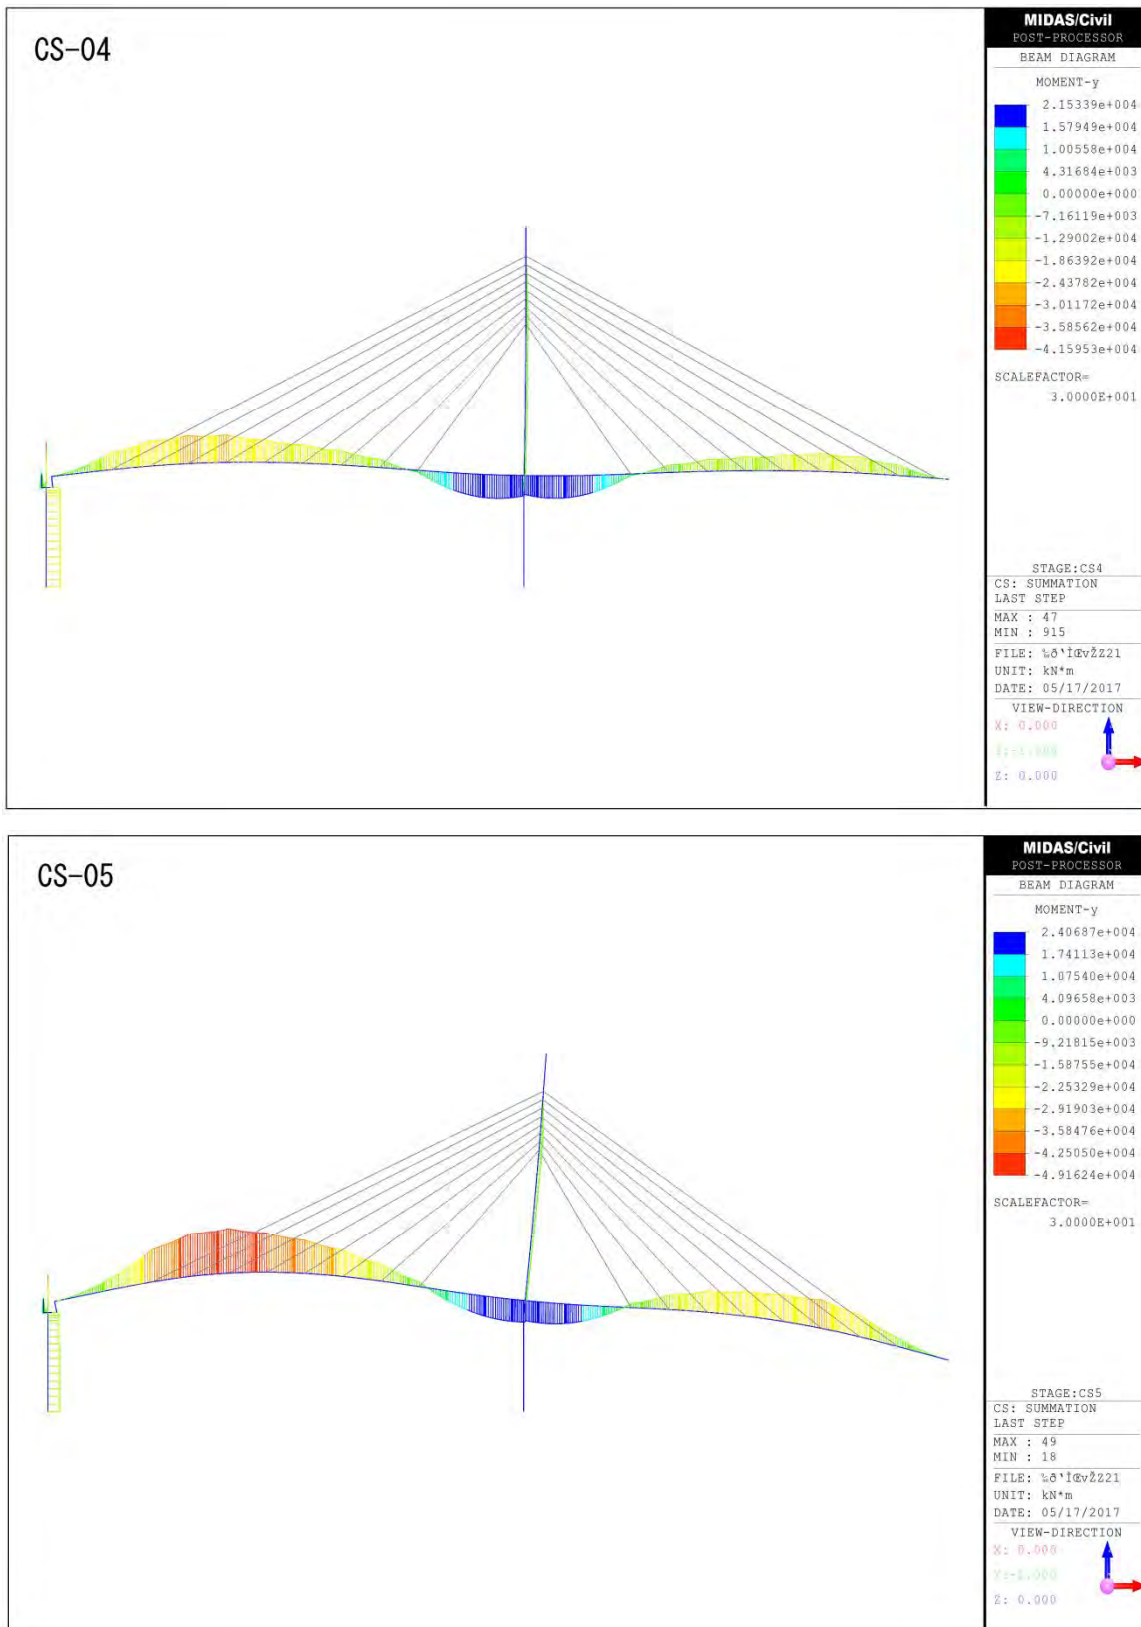 CS-04
MIDAS/Civil
POST-PROCESSOR
BEAM DIAGRAM
MOMENT-y
2.15339e+004
1.57949e+004
1.00558e+004
4.31684e+003
0.00000e+000
-7.16119e+003
-1.29002e+004
-1.86392e+004
-2.43782e+004
-3.01172e+004
-3.58562e+004
-4.15953e+004
SCALEFACTOR=
3.0000E+001
STAGE:CS4
CS: SUMMATION
LAST STEP
MAX : 47
MIN : 915
FILE:
UNIT: kN*m
DATE: 05/17/2017
VIEW-DIRECTION
X: 0.000
Z: 0.000
CS-05
MIDAS/Civil
POST-PROCESSOR
BEAM DIAGRAM
MOMENT-y
2.40687e+004
1.74113e+004
1.07540e+004
4.09658e+003
0.00000e+000
-9.21815e+003
-1.58755e+004
-2.25329e+004
-2.91903e+004
-3.58476e+004
-4.25050e+004
-4.91624e+004
SCALEFACTOR=
3.0000E+001
STAGE:CS5
CS: SUMMATION
LAST STEP
MAX : 49
MIN : 18
FILE:
UNIT: kN*m
DATE: 05/17/2017
VIEW-DIRECTION
X: 0.000
Y:-1.000
Z: 0.000